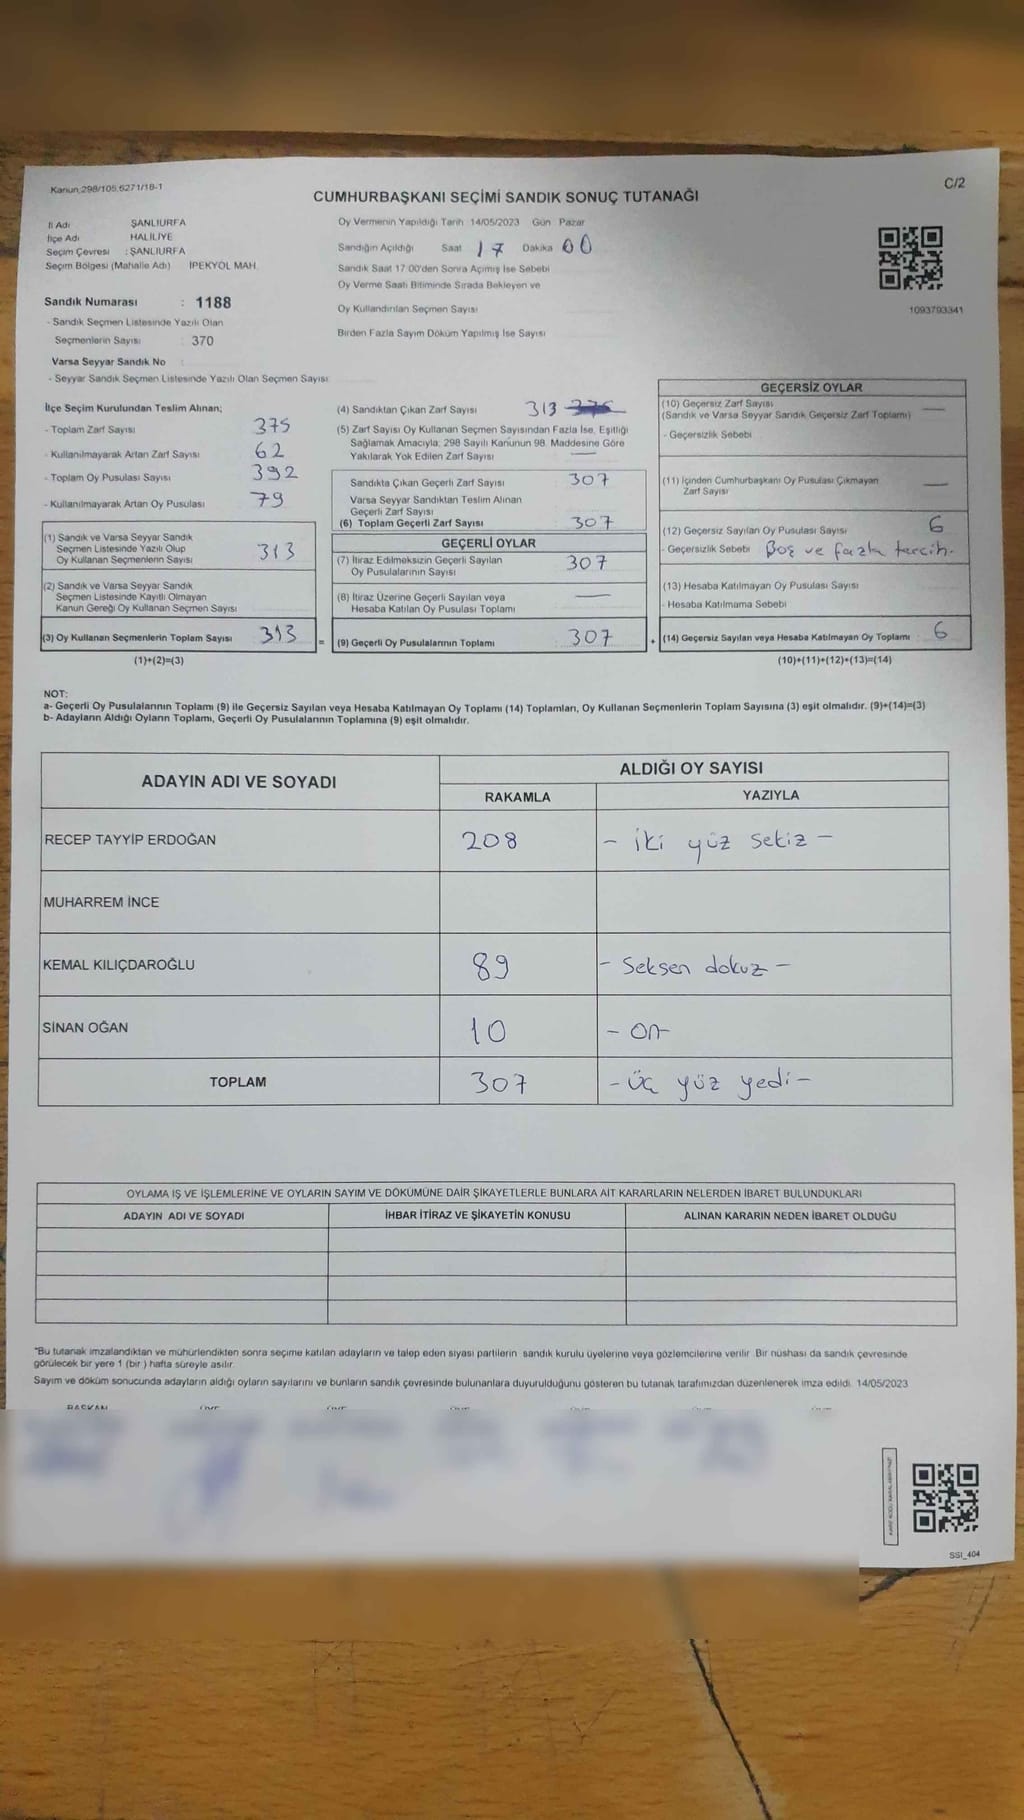 Kanun 298/105,6271/18-1
C/2
CUMHURBAŞKANI SEÇİMİ SANDIK SONUÇ TUTANAĞI
İl Adı ŞANLIURFA
İlçe Adı HALİLİYE
Seçim Çevresi : ŞANLIURFA
Seçim Bölgesi (Mahalle Adı) İPEKYOL MAH.
Oy Vermenin Yapıldığı Tarih 14/05/2023 Gün Pazar
Sandığın Açıldığı Saat 17 Dakika 00
Sandık Saat 17:00'den Sonra Açılmış İse Sebebi
Oy Verme Saati Bitiminde Sırada Bekleyen ve
Oy Kullandırılan Seçmen Sayısı
Birden Fazla Sayım Döküm Yapılmış İse Sayısı
1093793341
Sandık Numarası : 1188
- Sandık Seçmen Listesinde Yazılı Olan
Seçmenlerin Sayısı : 370
Varsa Seyyar Sandık No :
- Seyyar Sandık Seçmen Listesinde Yazılı Olan Seçmen Sayısı
İlçe Seçim Kurulundan Teslim Alınan;
- Toplam Zarf Sayısı 375
- Kullanılmayarak Artan Zarf Sayısı 62
- Toplam Oy Pusulası Sayısı 392
- Kullanılmayarak Artan Oy Pusulası 79
(1) Sandık ve Varsa Seyyar Sandık
Seçmen Listesinde Yazılı Olup
Oy Kullanan Seçmenlerin Sayısı 313
(2) Sandık ve Varsa Seyyar Sandık
Seçmen Listesinde Kayıtlı Olmayan
Kanun Gereği Oy Kullanan Seçmen Sayısı
(3) Oy Kullanan Seçmenlerin Toplam Sayısı 313 =
(1)+(2)=(3)
(4) Sandıktan Çıkan Zarf Sayısı 313
(5) Zarf Sayısı Oy Kullanan Seçmen Sayısından Fazla İse, Eşitliği
Sağlamak Amacıyla; 298 Sayılı Kanunun 98. Maddesine Göre
Yakılarak Yok Edilen Zarf Sayısı —
Sandıkta Çıkan Geçerli Zarf Sayısı 307
Varsa Seyyar Sandıktan Teslim Alınan
Geçerli Zarf Sayısı
(6) Toplam Geçerli Zarf Sayısı 307
GEÇERLİ OYLAR
(7) İtiraz Edilmeksizin Geçerli Sayılan
Oy Pusulalarının Sayısı 307
(8) İtiraz Üzerine Geçerli Sayılan veya
Hesaba Katılan Oy Pusulası Toplamı —
(9) Geçerli Oy Pusulalarının Toplamı 307 +
GEÇERSİZ OYLAR
(10) Geçersiz Zarf Sayısı
(Sandık ve Varsa Seyyar Sandık Geçersiz Zarf Toplamı) —
- Geçersizlik Sebebi
(11) İçinden Cumhurbaşkanı Oy Pusulası Çıkmayan
Zarf Sayısı —
(12) Geçersiz Sayılan Oy Pusulası Sayısı 6
- Geçersizlik Sebebi Boş ve fazla tercih.
(13) Hesaba Katılmayan Oy Pusulası Sayısı
- Hesaba Katılmama Sebebi
(14) Geçersiz Sayılan veya Hesaba Katılmayan Oy Toplamı : 6
(10)+(11)+(12)+(13)=(14)
NOT:
a- Geçerli Oy Pusulalarının Toplamı (9) ile Geçersiz Sayılan veya Hesaba Katılmayan Oy Toplamı (14) Toplamları, Oy Kullanan Seçmenlerin Toplam Sayısına (3) eşit olmalıdır. (9)+(14)=(3)
b- Adayların Aldığı Oyların Toplamı, Geçerli Oy Pusulalarının Toplamına (9) eşit olmalıdır.
ADAYIN ADI VE SOYADI
ALDIĞI OY SAYISI
RAKAMLA YAZIYLA
RECEP TAYYİP ERDOĞAN 208 - iki yüz sekiz -
MUHARREM İNCE
KEMAL KILIÇDAROĞLU 89 - Seksen dokuz -
SİNAN OĞAN 10 - on -
TOPLAM 307 - üç yüz yedi -
OYLAMA İŞ VE İŞLEMLERİNE VE OYLARIN SAYIM VE DÖKÜMÜNE DAİR ŞİKAYETLERLE BUNLARA AİT KARARLARIN NELERDEN İBARET BULUNDUKLARI
ADAYIN ADI VE SOYADI İHBAR İTİRAZ VE ŞİKAYETİN KONUSU ALINAN KARARIN NEDEN İBARET OLDUĞU
"Bu tutanak imzalandıktan ve mühürlendikten sonra seçime katılan adayların ve talep eden siyasi partilerin sandık kurulu üyelerine veya gözlemcilerine verilir. Bir nüshası da sandık çevresinde
görülecek bir yere 1 (bir ) hafta süreyle asılır.
Sayım ve döküm sonucunda adayların aldığı oyların sayılarını ve bunların sandık çevresinde bulunanlara duyurulduğunu gösteren bu tutanak tarafımızdan düzenlenerek imza edildi. 14/05/2023
BAŞKAN
SSI_404